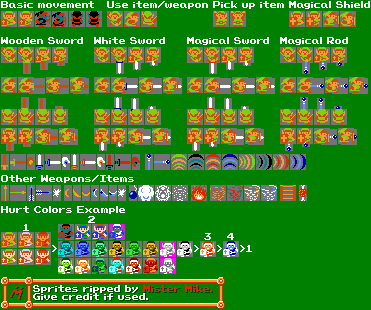 Basic movement Use item/weapon Pick up item Magical Shield
Wooden Sword White Sword Magical Sword Magical Rod
Other Weapons/Items
Hurt Colors Example
1 2
3 4
> > >1
Sprites ripped by Mister Mike.
Give credit if used.